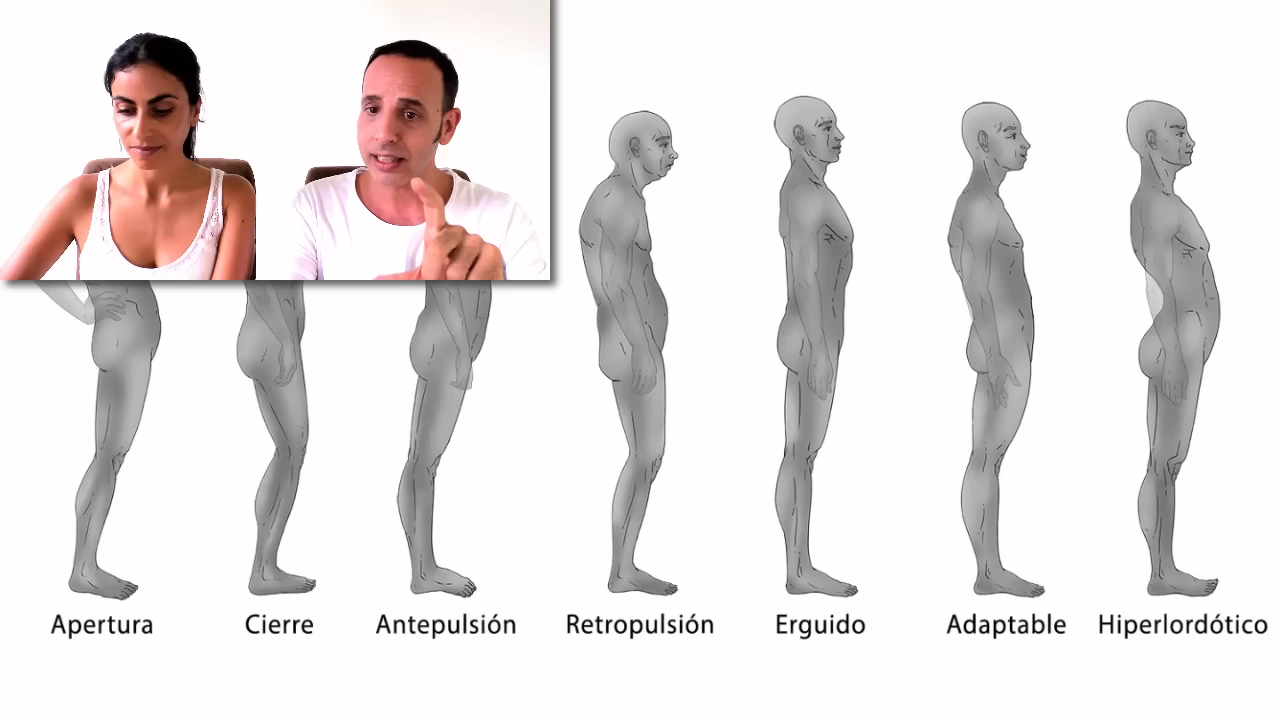 Apertura
Cierre
Antepulsión
Retropulsión
Erguido
Adaptable
Hiperlordótico